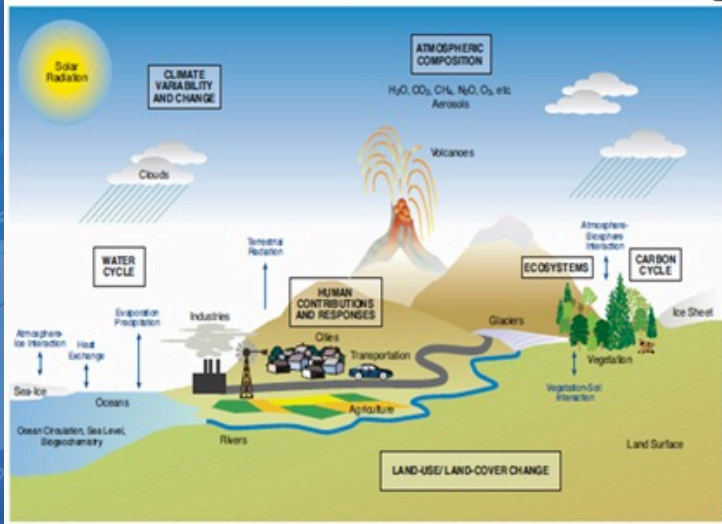 Solar
Radiation
CLIMATE
VARIABILITY
AND CHANGE
ATMOSPHERIC
COMPOSITION
H₂O, CO₂, CH₄, N₂O, O₃, etc.
Aerosols
Volcanoes
Clouds
Atmosphere-
Biosphere
Interaction
Terrestrial
Radiation
WATER
CYCLE
ECOSYSTEMS
CARBON
CYCLE
HUMAN
CONTRIBUTIONS
AND RESPONSES
Evaporation
Precipitation
Industries
Glaciers
Ice Sheet
Atmosphere-
Ice Interaction
Heat
Exchange
Cities
Transportation
Vegetation
Sea-Ice
Oceans
Vegetation-Soil
Interaction
Agriculture
Ocean Circulation, Sea Level,
Biogeochemistry
Rivers
Land Surface
LAND-USE/ LAND-COVER CHANGE